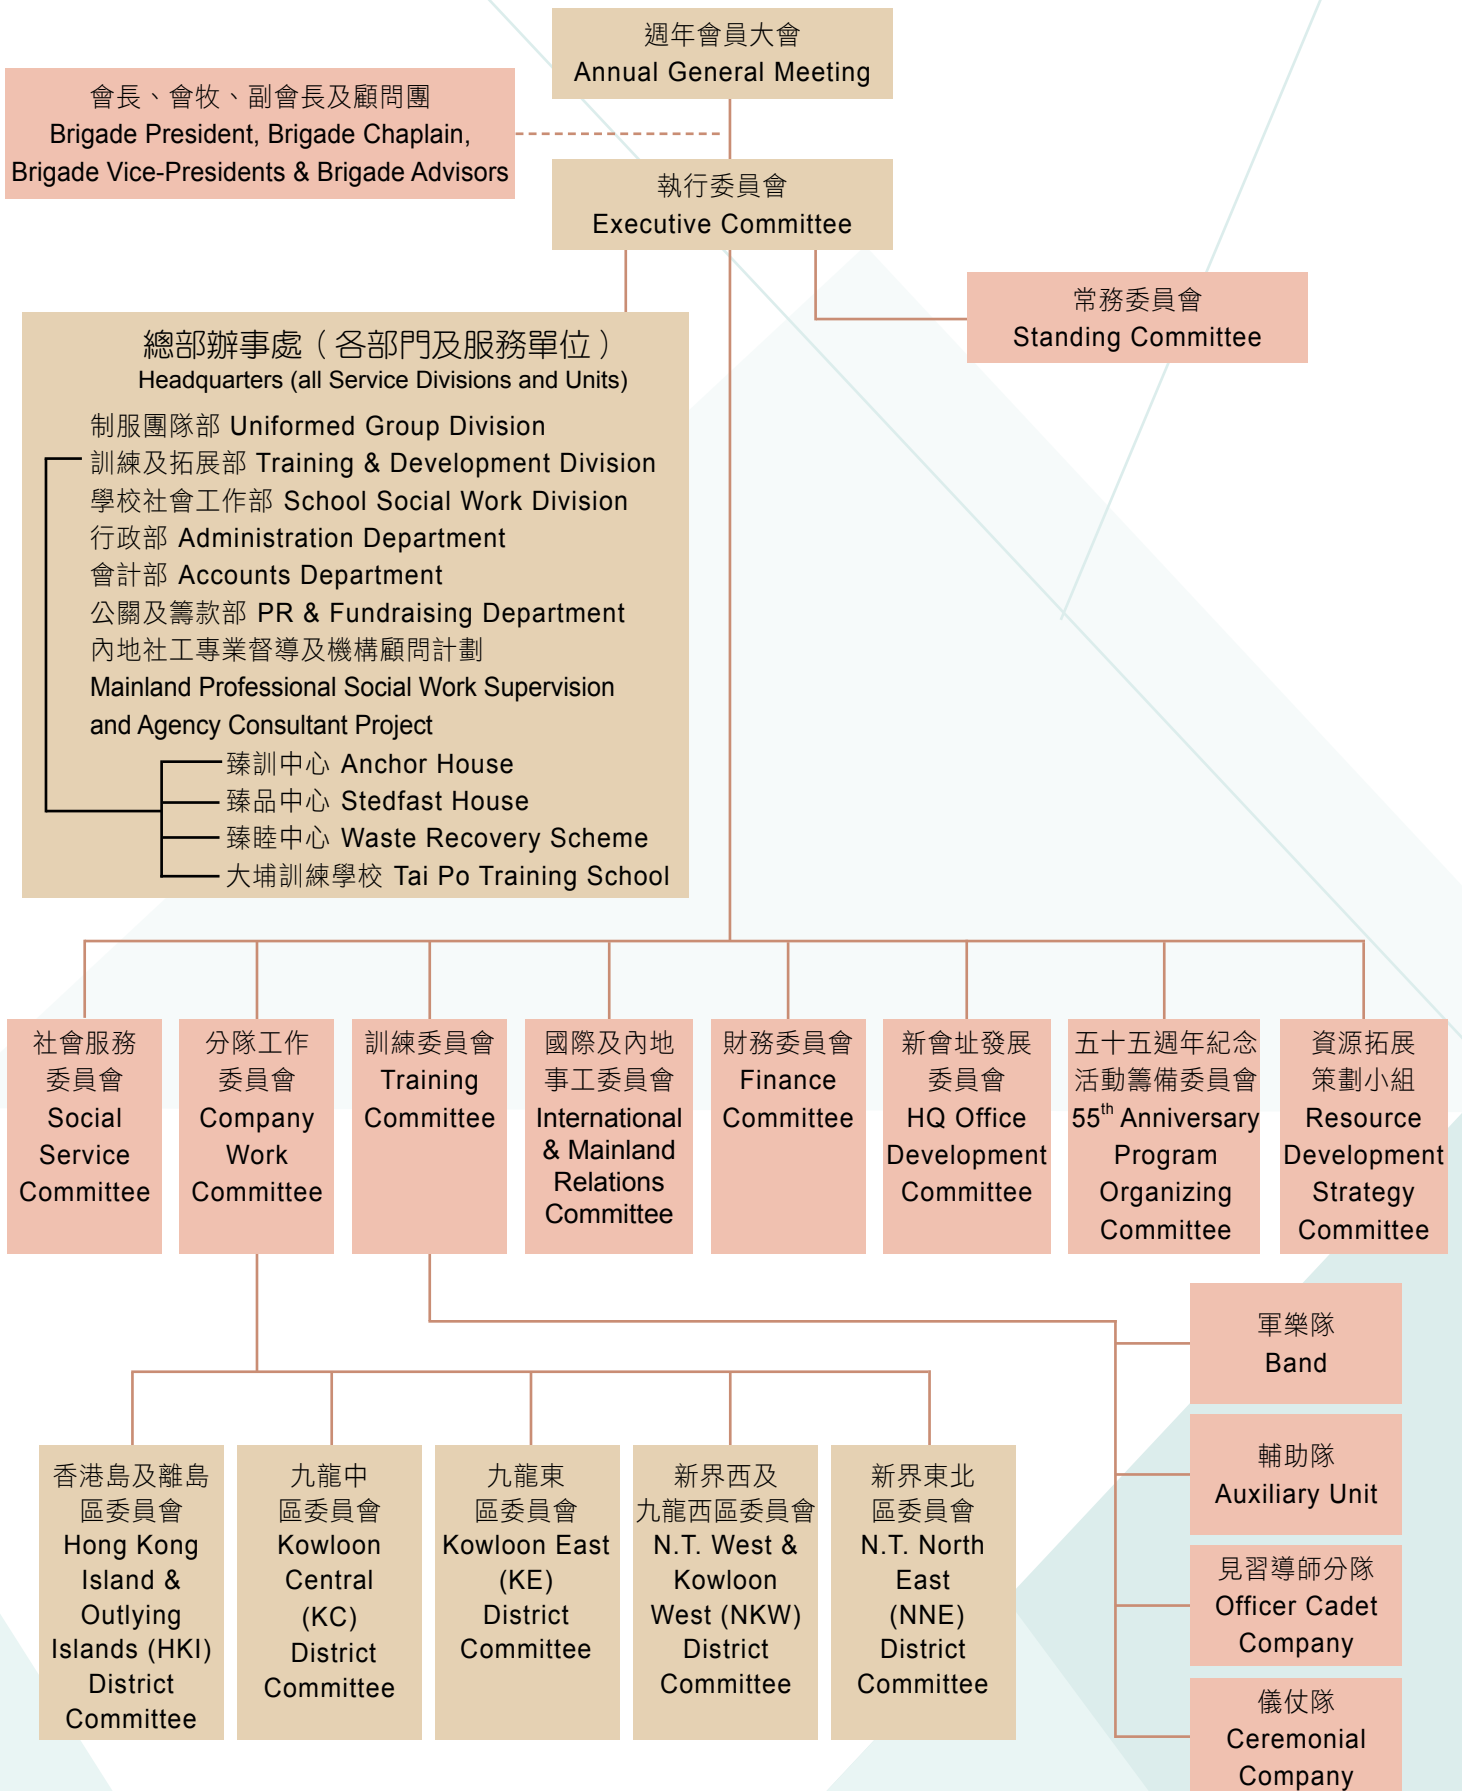 週年會員大會
Annual General Meeting
會長、會牧、副會長及顧問團
Brigade President, Brigade Chaplain,
Brigade Vice-Presidents & Brigade Advisors
執行委員會
Executive Committee
常務委員會
Standing Committee
總部辦事處（各部門及服務單位）
Headquarters (all Service Divisions and Units)
制服團隊部 Uniformed Group Division
訓練及拓展部 Training & Development Division
學校社會工作部 School Social Work Division
行政部 Administration Department
會計部 Accounts Department
公關及籌款部 PR & Fundraising Department
內地社工專業督導及機構顧問計劃
Mainland Professional Social Work Supervision
and Agency Consultant Project
臻訓中心 Anchor House
臻品中心 Stedfast House
臻睦中心 Waste Recovery Scheme
大埔訓練學校 Tai Po Training School
社會服務
委員會
Social
Service
Committee
分隊工作
委員會
Company
Work
Committee
訓練委員會
Training
Committee
國際及內地
事工委員會
International
& Mainland
Relations
Committee
財務委員會
Finance
Committee
新會址發展
委員會
HQ Office
Development
Committee
五十五週年紀念
活動籌備委員會
55th Anniversary
Program
Organizing
Committee
資源拓展
策劃小組
Resource
Development
Strategy
Committee
軍樂隊
Band
輔助隊
Auxiliary Unit
見習導師分隊
Officer Cadet
Company
儀仗隊
Ceremonial
Company
香港島及離島
區委員會
Hong Kong
Island &
Outlying
Islands (HKI)
District
Committee
九龍中
區委員會
Kowloon
Central
(KC)
District
Committee
九龍東
區委員會
Kowloon East
(KE)
District
Committee
新界西及
九龍西區委員會
N.T. West &
Kowloon
West (NKW)
District
Committee
新界東北
區委員會
N.T. North
East
(NNE)
District
Committee